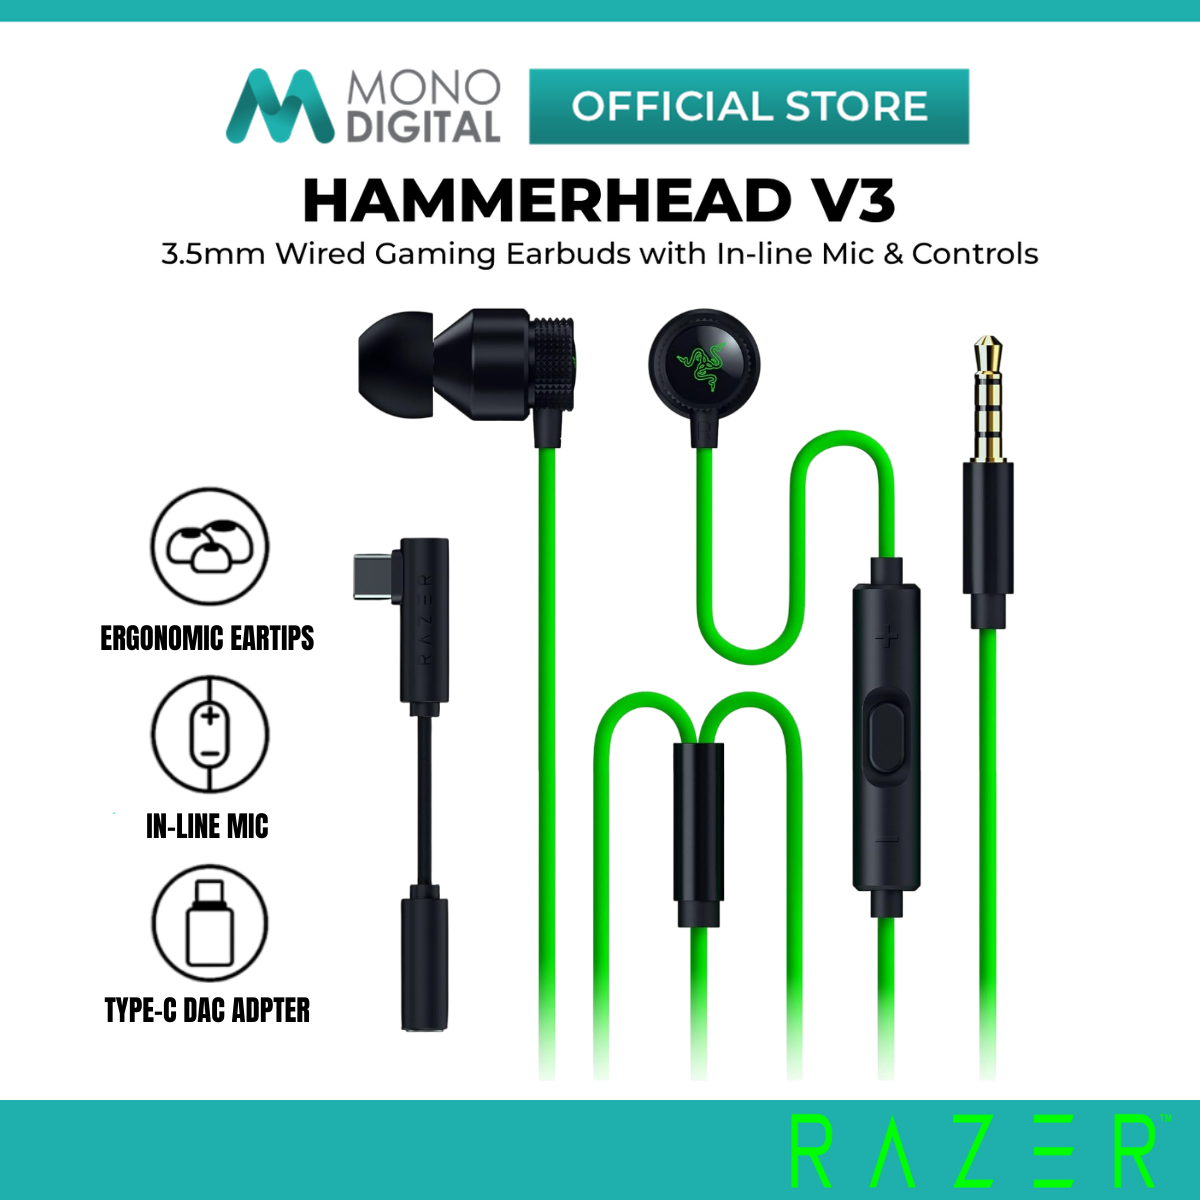 MONO
DIGITAL
OFFICIAL STORE
HAMMERHEAD V3
3.5mm Wired Gaming Earbuds with In-line Mic & Controls
R
RAZER
+
ERGONOMIC EARTIPS
+
−
IN-LINE MIC
−
TYPE-C DAC ADPTER
RAZER™